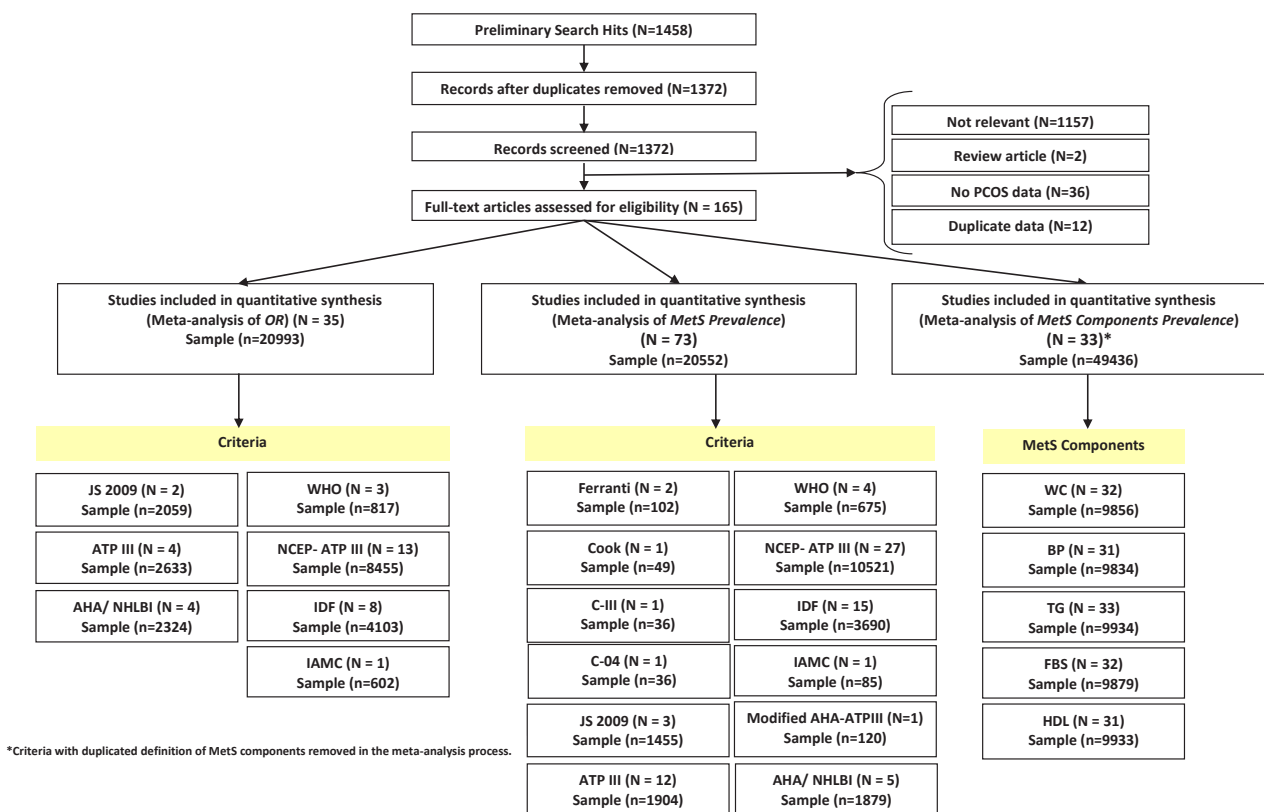 Preliminary Search Hits (N=1458)
Records after duplicates removed (N=1372)
Records screened (N=1372)
Not relevant (N=1157)
Review article (N=2)
No PCOS data (N=36)
Duplicate data (N=12)
Full-text articles assessed for eligibility (N = 165)
Studies included in quantitative synthesis
(Meta-analysis of OR) (N = 35)
Sample (n=20993)
Studies included in quantitative synthesis
(Meta-analysis of MetS Prevalence)
(N = 73)
Sample (n=20552)
Studies included in quantitative synthesis
(Meta-analysis of MetS Components Prevalence)
(N = 33)*
Sample (n=49436)
Criteria
JS 2009 (N = 2)
Sample (n=2059)
WHO (N = 3)
Sample (n=817)
ATP III (N = 4)
Sample (n=2633)
NCEP- ATP III (N = 13)
Sample (n=8455)
AHA/ NHLBI (N = 4)
Sample (n=2324)
IDF (N = 8)
Sample (n=4103)
IAMC (N = 1)
Sample (n=602)
Criteria
Ferranti (N = 2)
Sample (n=102)
WHO (N = 4)
Sample (n=675)
Cook (N = 1)
Sample (n=49)
NCEP- ATP III (N = 27)
Sample (n=10521)
C-III (N = 1)
Sample (n=36)
IDF (N = 15)
Sample (n=3690)
C-04 (N = 1)
Sample (n=36)
IAMC (N = 1)
Sample (n=85)
JS 2009 (N = 3)
Sample (n=1455)
Modified AHA-ATPIII (N=1)
Sample (n=120)
ATP III (N = 12)
Sample (n=1904)
AHA/ NHLBI (N = 5)
Sample (n=1879)
MetS Components
WC (N = 32)
Sample (n=9856)
BP (N = 31)
Sample (n=9834)
TG (N = 33)
Sample (n=9934)
FBS (N = 32)
Sample (n=9879)
HDL (N = 31)
Sample (n=9933)
*Criteria with duplicated definition of MetS components removed in the meta-analysis process.